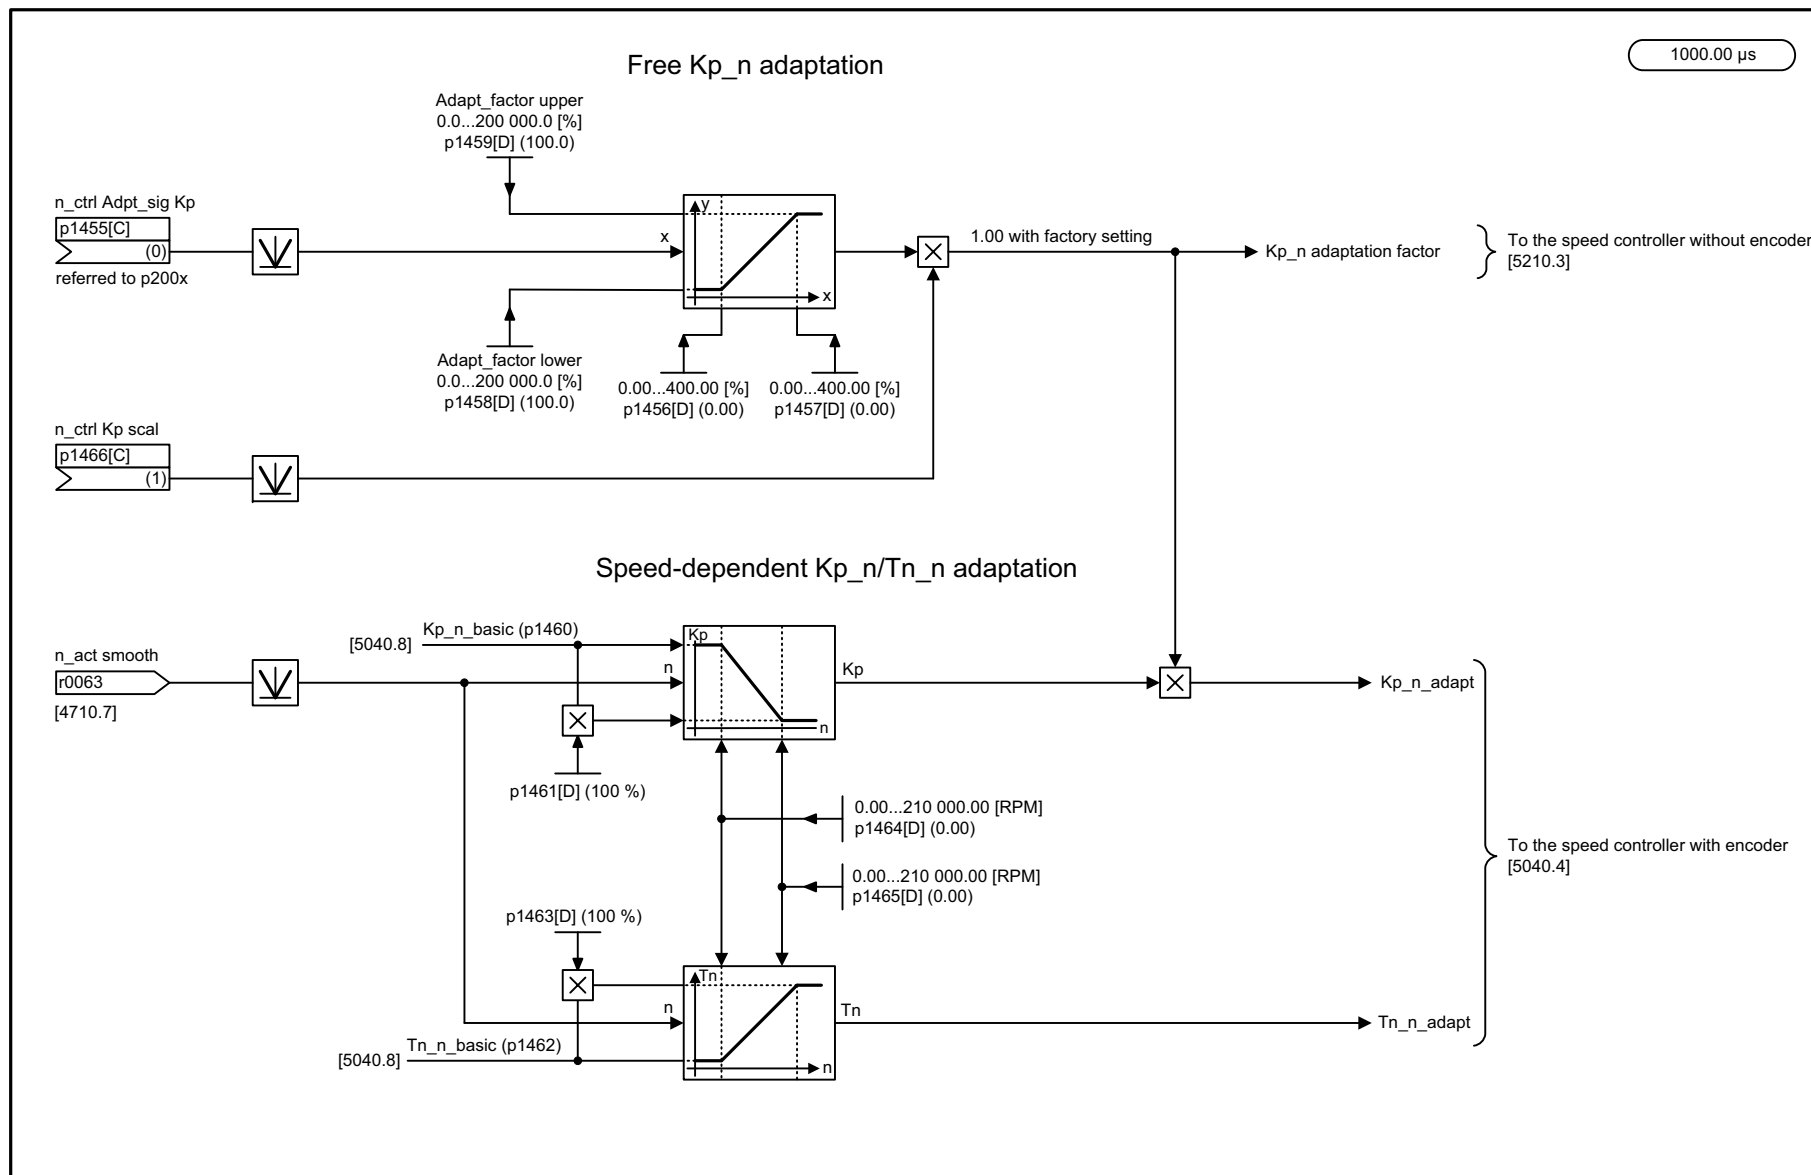 Free Kp_n adaptation
1000.00 µs
Adapt_factor upper
0.0...200 000.0 [%]
p1459[D] (100.0)
n_ctrl Adpt_sig Kp
p1455[C]
(0)
referred to p200x
y
x
x
1.00 with factory setting
Kp_n adaptation factor
To the speed controller without encoder
[5210.3]
Adapt_factor lower
0.0...200 000.0 [%]
p1458[D] (100.0)
0.00...400.00 [%]
p1456[D] (0.00)
0.00...400.00 [%]
p1457[D] (0.00)
n_ctrl Kp scal
p1466[C]
(1)
Speed-dependent Kp_n/Tn_n adaptation
Kp_n_basic (p1460)
[5040.8]
n_act smooth
r0063
[4710.7]
Kp
n
n
Kp
Kp_n_adapt
p1461[D] (100 %)
0.00...210 000.00 [RPM]
p1464[D] (0.00)
0.00...210 000.00 [RPM]
p1465[D] (0.00)
To the speed controller with encoder
[5040.4]
p1463[D] (100 %)
Tn
n
n
Tn
Tn_n_adapt
Tn_n_basic (p1462)
[5040.8]